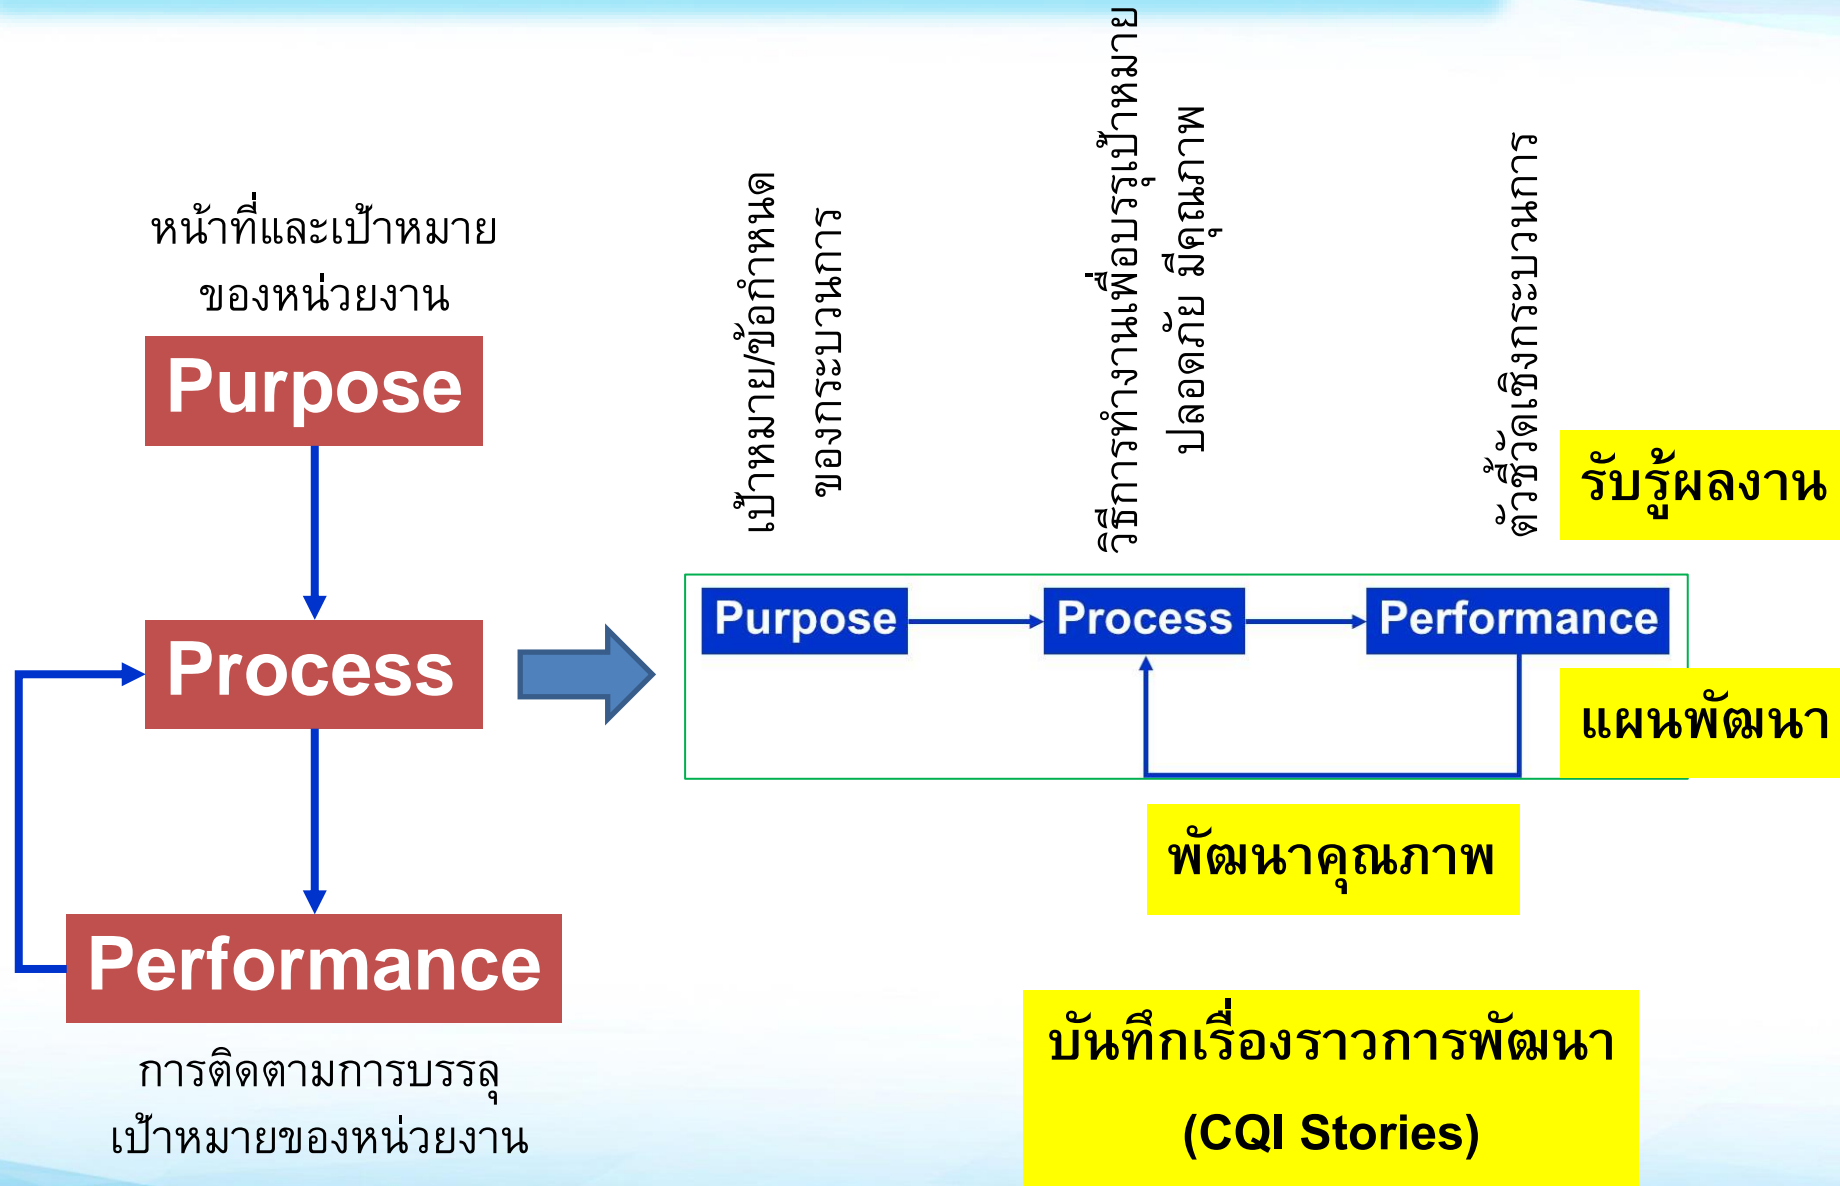 หน้าที่และเป้าหมาย
ของหน่วยงาน
Purpose
Process
Performance
การติดตามการบรรลุ
เป้าหมายของหน่วยงาน
เป้าหมาย/ข้อกำหนด
ของกระบวนการ
วิธีการทำงานเพื่อบรรลุเป้าหมาย
ปลอดภัย มีคุณภาพ
ตัวชี้วัดเชิงกระบวนการ
รับรู้ผลงาน
Purpose
Process
Performance
แผนพัฒนา
พัฒนาคุณภาพ
บันทึกเรื่องราวการพัฒนา
(CQI Stories)